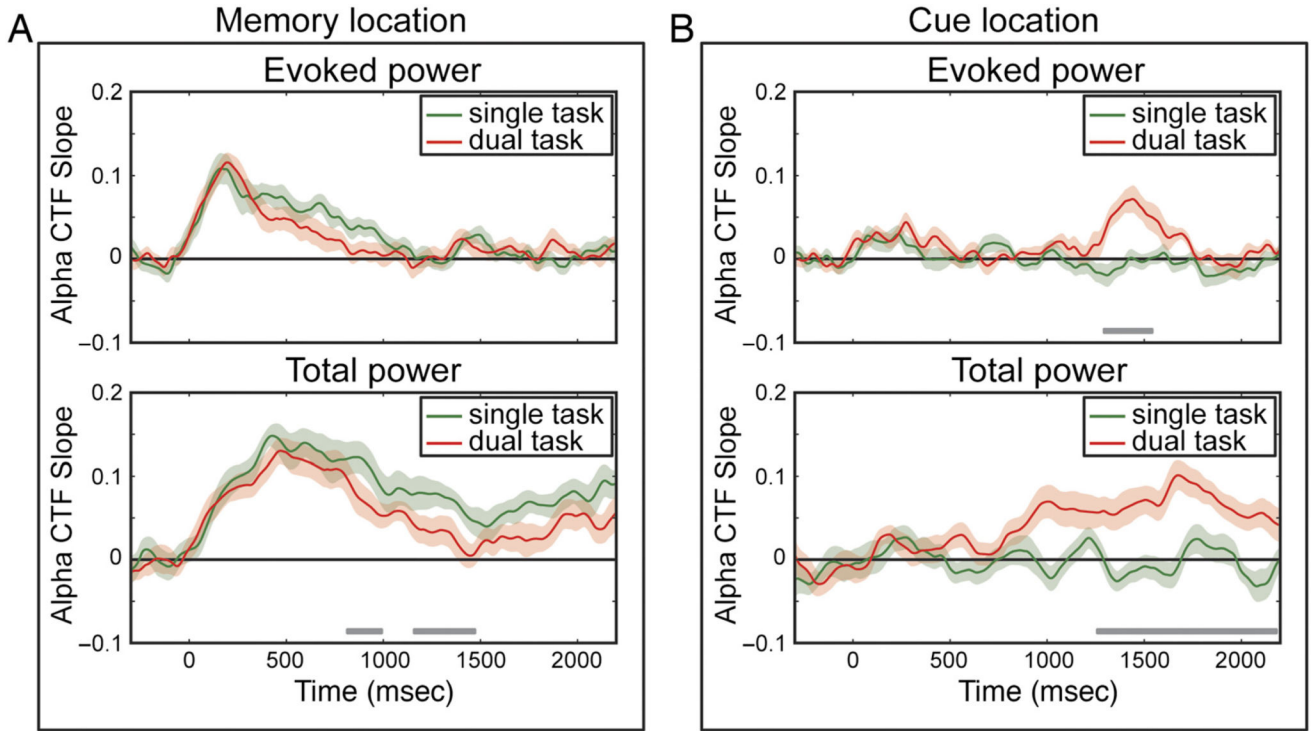 A
Memory location
Evoked power
0.2
0.1
0
–0.1
Alpha CTF Slope
single task
dual task
Total power
0.2
0.1
0
–0.1
Alpha CTF Slope
single task
dual task
0 500 1000 1500 2000
Time (msec)
B
Cue location
Evoked power
0.2
0.1
0
–0.1
Alpha CTF Slope
single task
dual task
Total power
0.2
0.1
0
–0.1
Alpha CTF Slope
single task
dual task
0 500 1000 1500 2000
Time (msec)